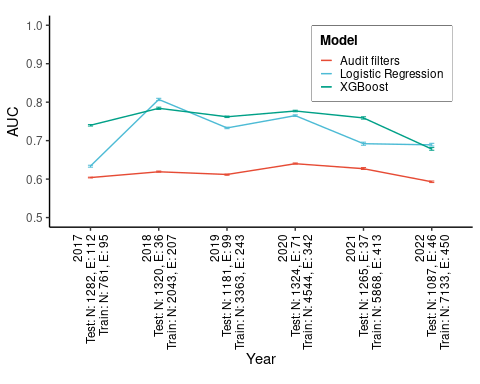 1.0
0.9
0.8
0.7
0.6
0.5
AUC
Model
Audit filters
Logistic Regression
XGBoost
2017
Test: N: 1282, E: 112
Train: N: 761, E: 95
2018
Test: N: 1320, E: 36
Train: N: 2043, E: 207
2019
Test: N: 1181, E: 99
Train: N: 3363, E: 243
2020
Test: N: 1324, E: 71
Train: N: 4544, E: 342
2021
Test: N: 1265, E: 37
Train: N: 5868, E: 413
2022
Test: N: 1087, E: 46
Train: N: 7133, E: 450
Year